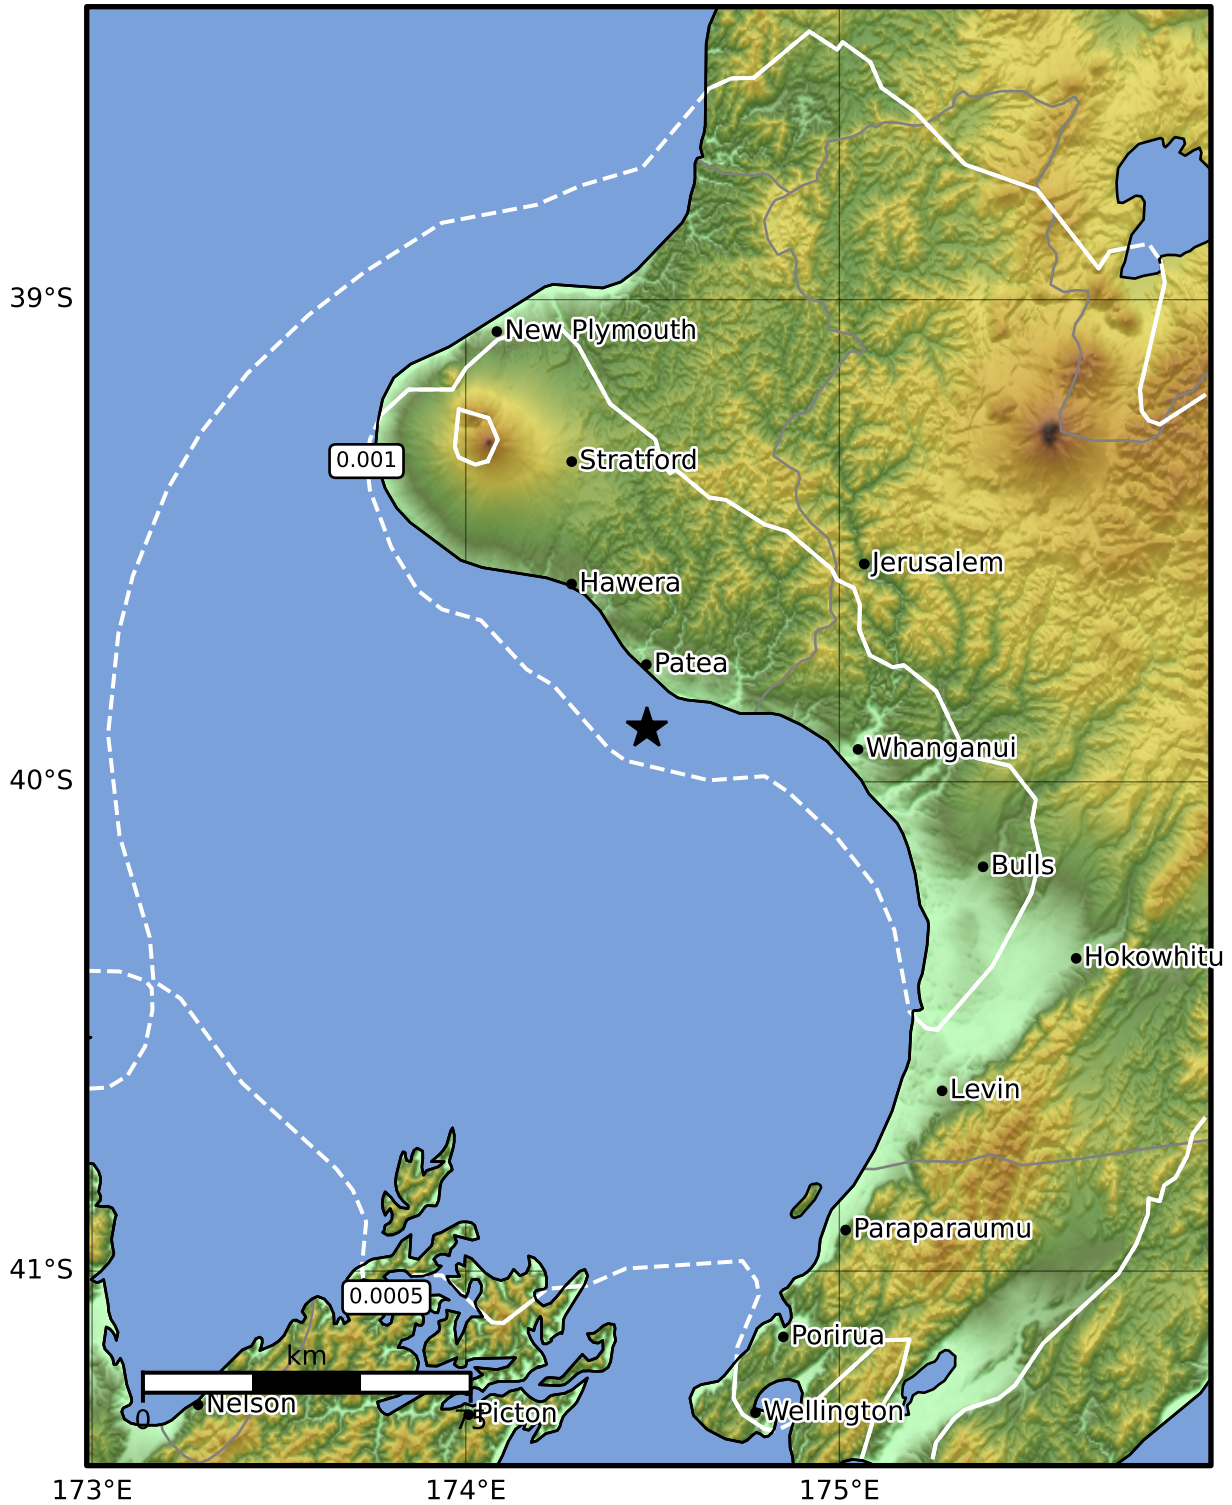 39°S
New Plymouth
0.001
Stratford
Jerusalem
Hawera
Patea
Whanganui
40°S
Bulls
Hokowhitu
Levin
Paraparaumu
41°S
0.0005
Porirua
km
Nelson
Picton
Wellington
0
75
173°E
174°E
175°E